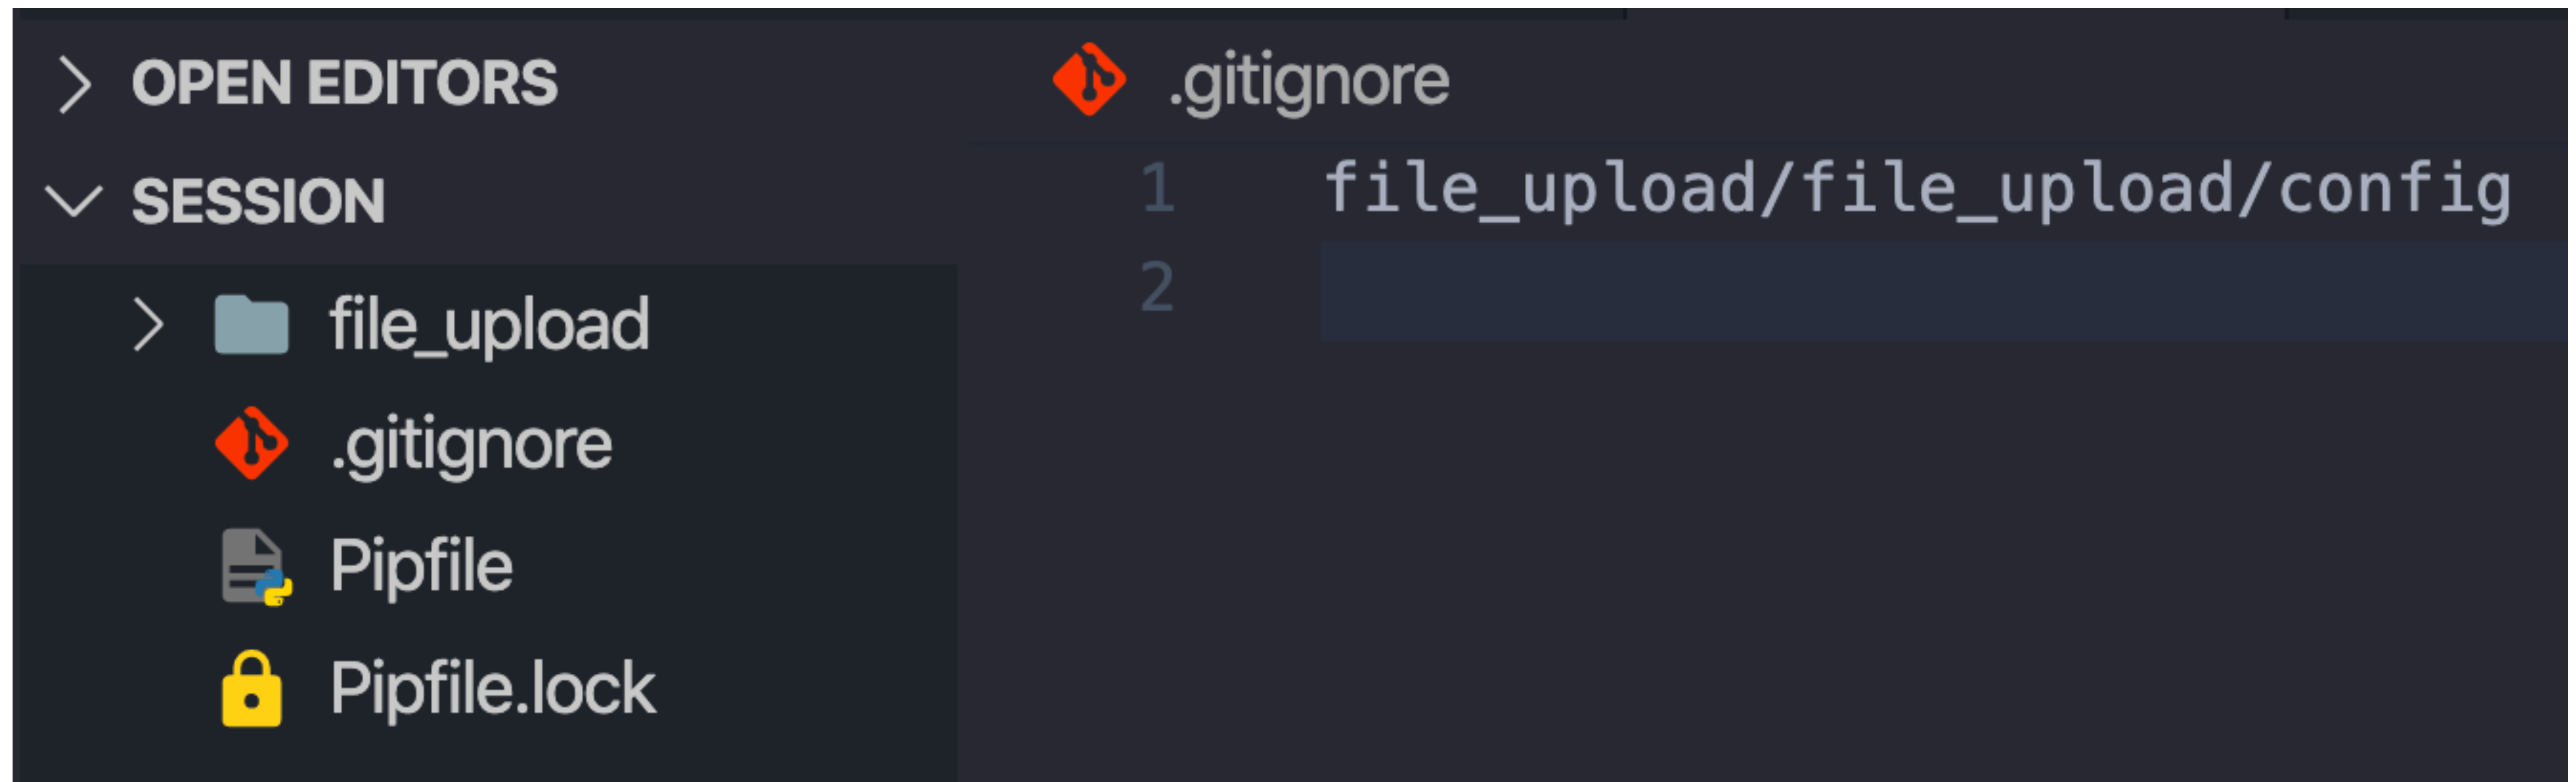 OPEN EDITORS
SESSION
file_upload
.gitignore
Pipfile
Pipfile.lock
.gitignore
1 file_upload/file_upload/config
2